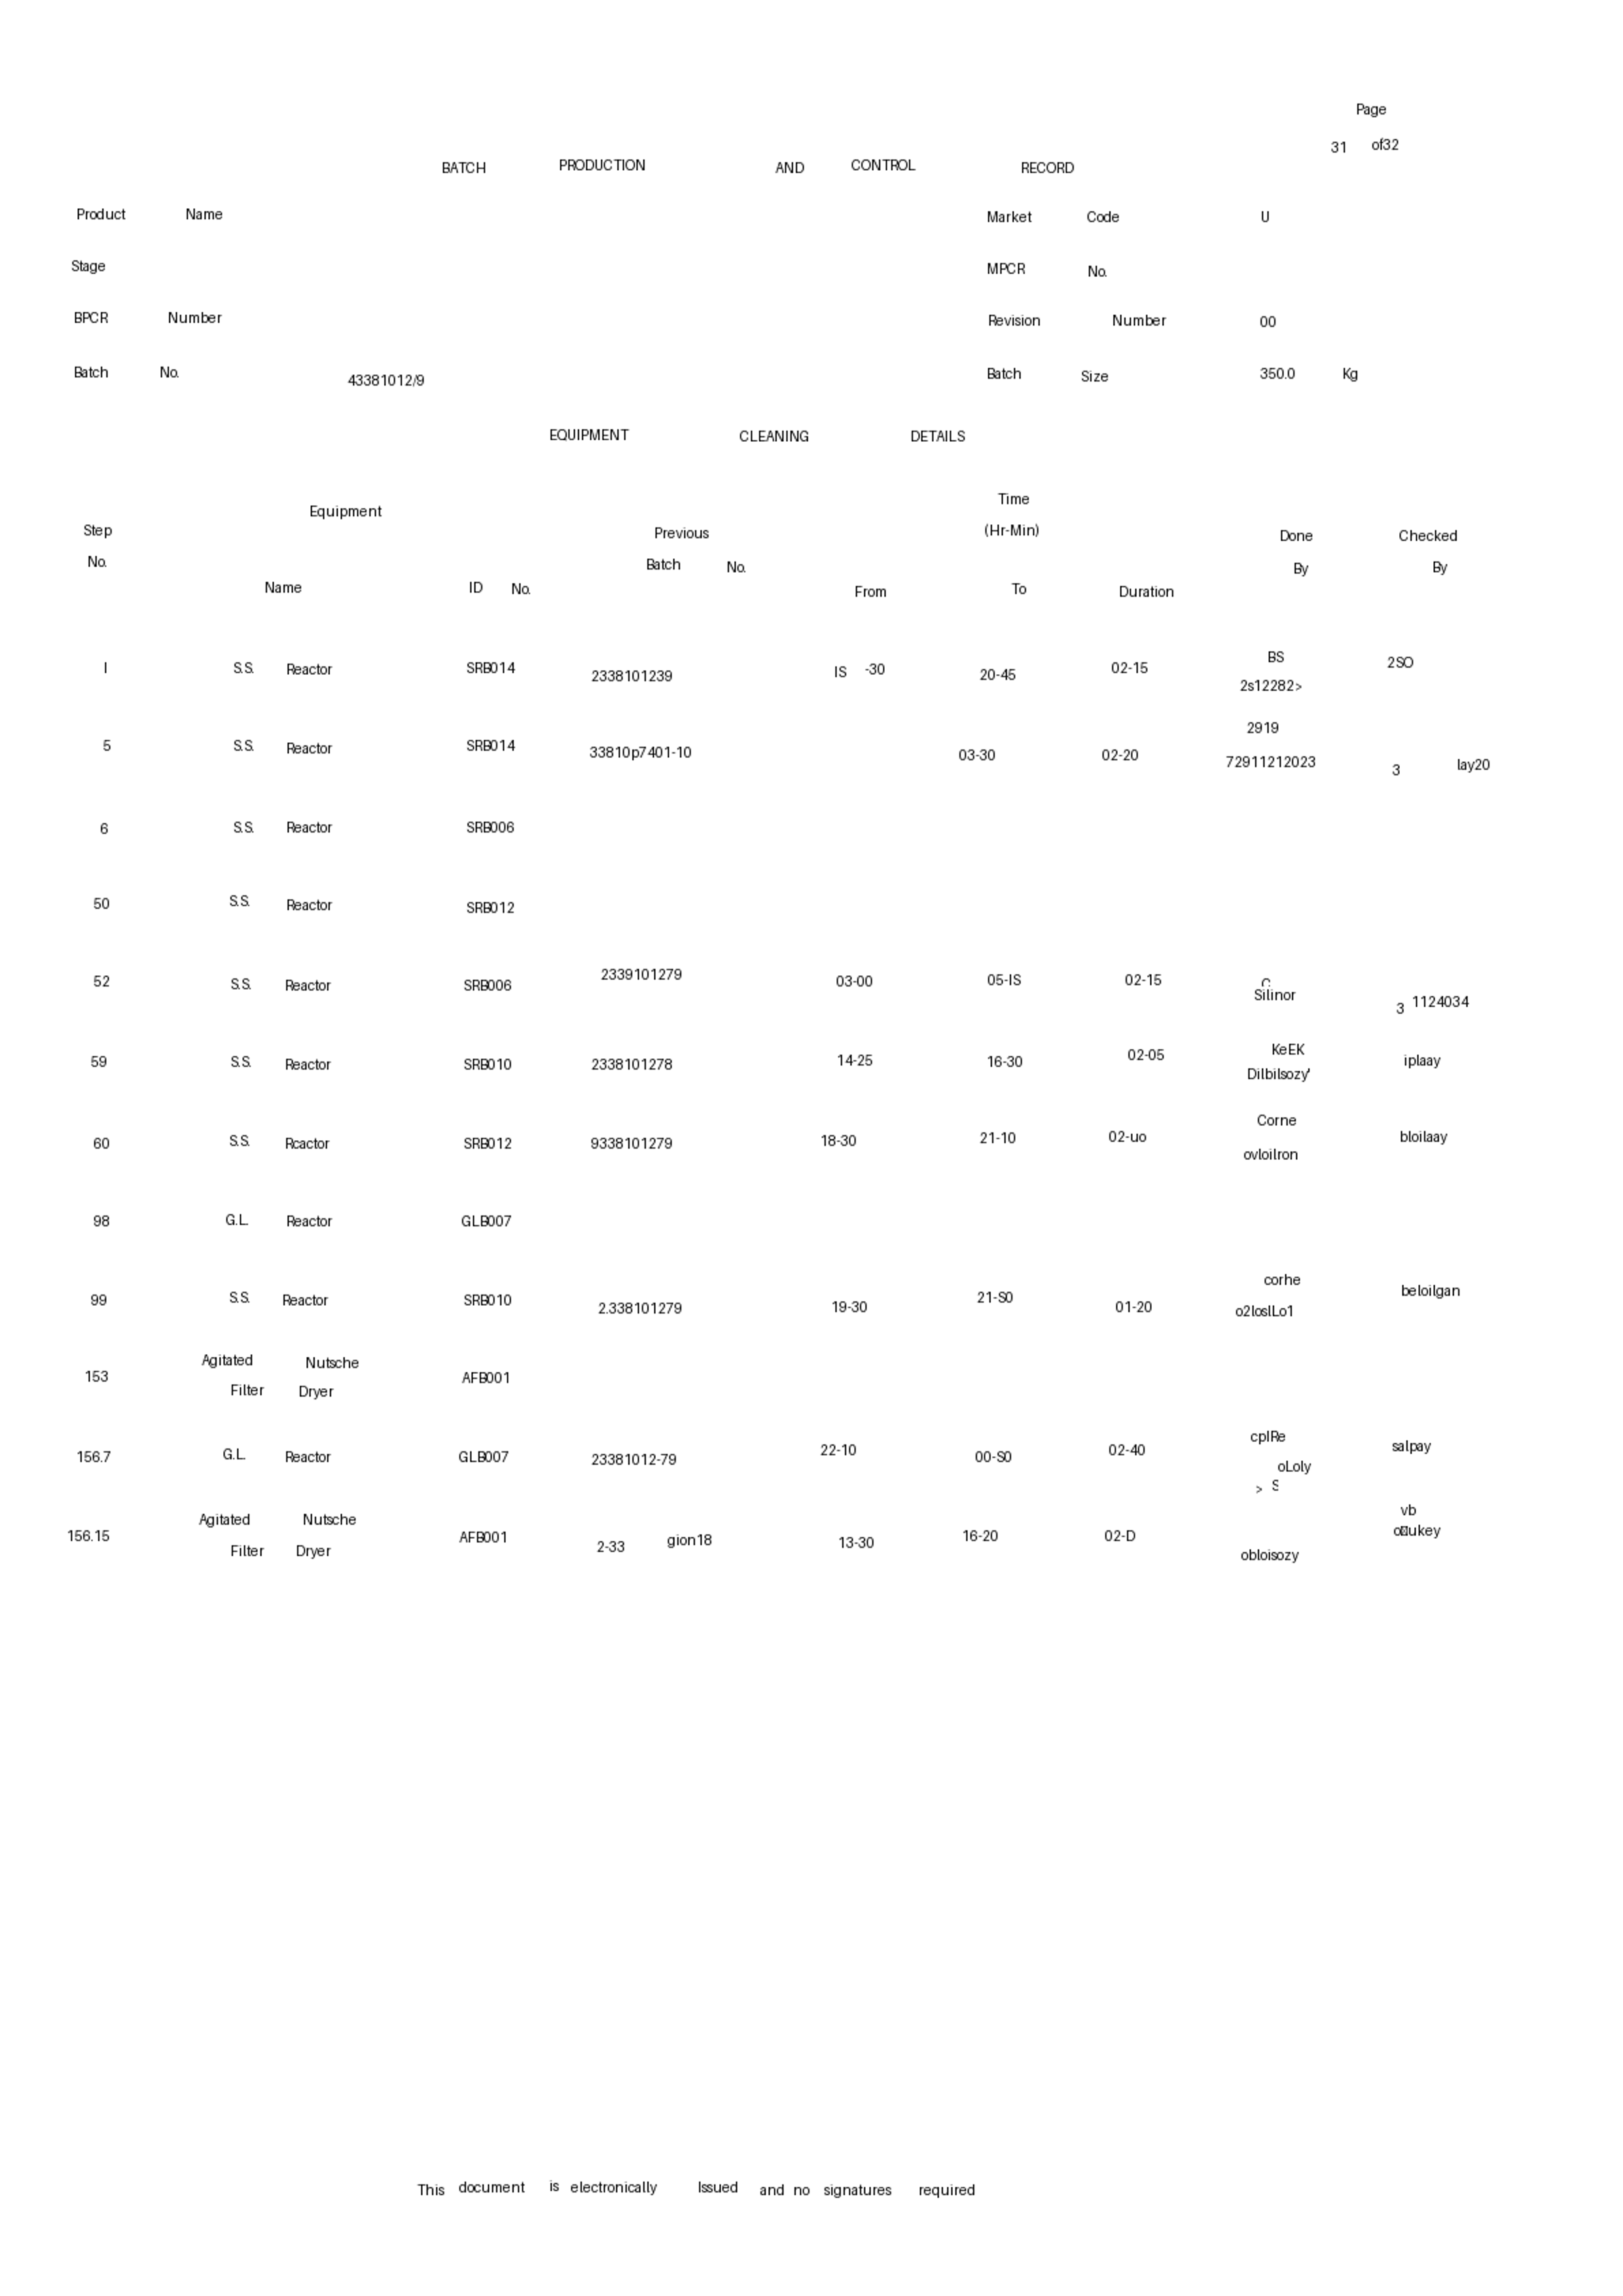 Page
31 of32
BATCH PRODUCTION AND CONTROL RECORD
Product Name Market Code U
Stage MPCR No.
BPCR Number Revision Number 00
Batch No. 43381012/9 Batch Size 350.0 Kg
EQUIPMENT CLEANING DETAILS
Step No. Equipment Previous Batch No. Time (Hr-Min) Done By Checked By
Name ID No. From To Duration
I S.S. Reactor SRB014 2338101239 IS -30 20-45 02-15 BS 2SO
2s12282>
2919
5 S.S. Reactor SRB014 33810p7401-10 03-30 02-20 72911212023 3 lay20
6 S.S. Reactor SRB006
50 S.S. Reactor SRB012
52 S.S. Reactor SRB006 2339101279 03-00 05-IS 02-15 Silinor 3 1124034
59 S.S. Reactor SRB010 2338101278 14-25 16-30 02-05 KeEK iplaay
Dilbilsozy'
60 S.S. Rcactor SRB012 9338101279 18-30 21-10 02-uo Corne bloilaay
ovloilron
98 G.L. Reactor GLB007
99 S.S. Reactor SRB010 2.338101279 19-30 21-S0 01-20 corhe beloilgan
o2loslLo1
153 Agitated Nutsche AFB001
Filter Dryer
156.7 G.L. Reactor GLB007 23381012-79 22-10 00-S0 02-40 cplRe salpay
oLoly
> S
156.15 Agitated Nutsche AFB001 2-33 gion18 13-30 16-20 02-D vb
Filter Dryer obloisozy
This document is electronically Issued and no signatures required